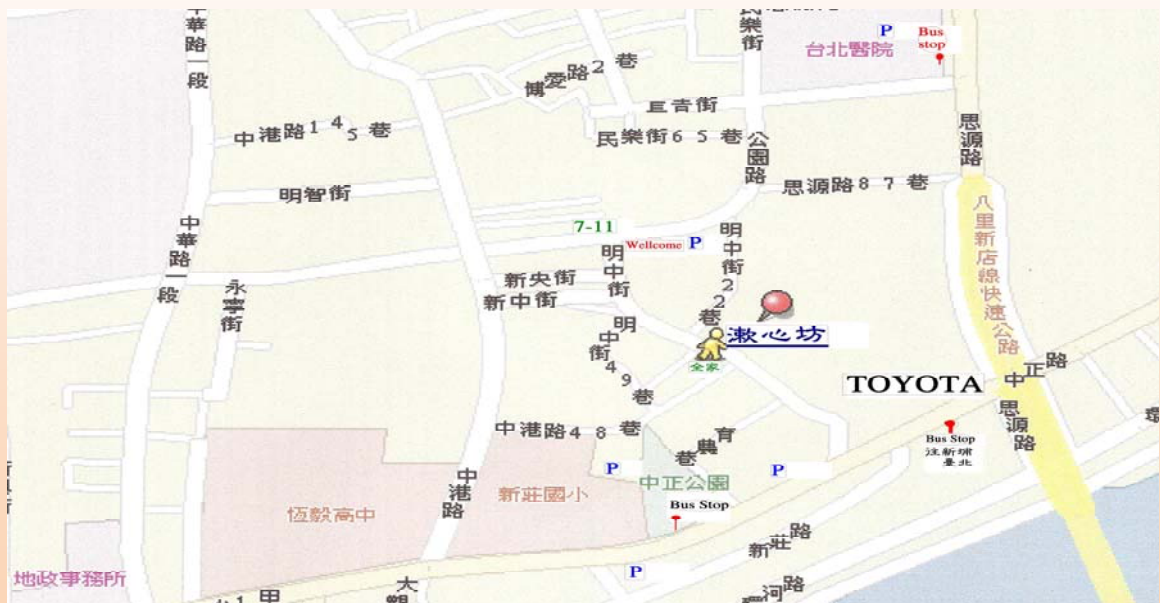 中華路一段
民樂街
台北醫院
P
Bus
stop
博愛路2巷
中港路145巷
民樂街65巷
公園路
思源路
思源路87巷
明智街
八里新店線快速公路
中華路一段
7-11
Wellcome P
明中街
明中街22巷
新央街
新中街
永寧街
漱心坊
全家
明中街49巷
TOYOTA
中正路
思源路
Bus Stop
往新埔
臺北
中港路48巷
育農巷
P
P
中正公園
新莊國小
恆毅高中
中港路
Bus Stop
新莊路
地政事務所
P
環河路
大觀
甲
環